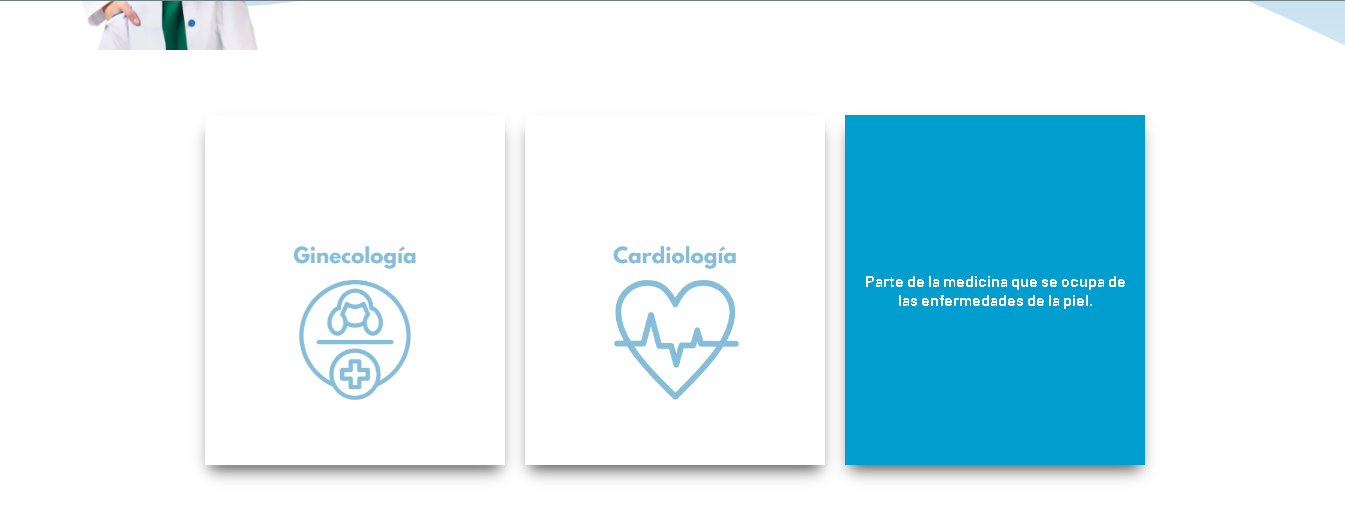 Ginecología
Cardiología
Parte de la medicina que se ocupa de
las enfermedades de la piel.